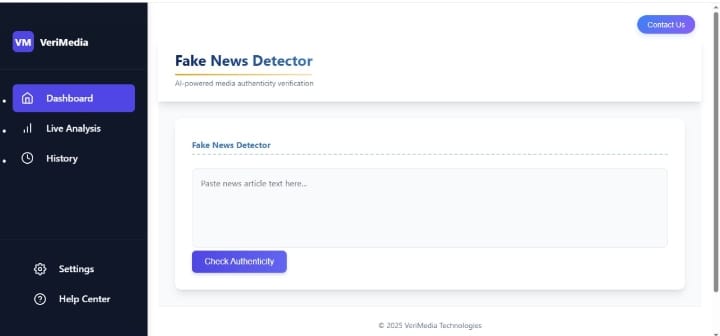 VM VeriMedia
Dashboard
Live Analysis
History
Settings
Help Center
Contact Us
Fake News Detector
AI-powered media authenticity verification
Fake News Detector
Paste news article text here...
Check Authenticity
© 2025 VeriMedia Technologies